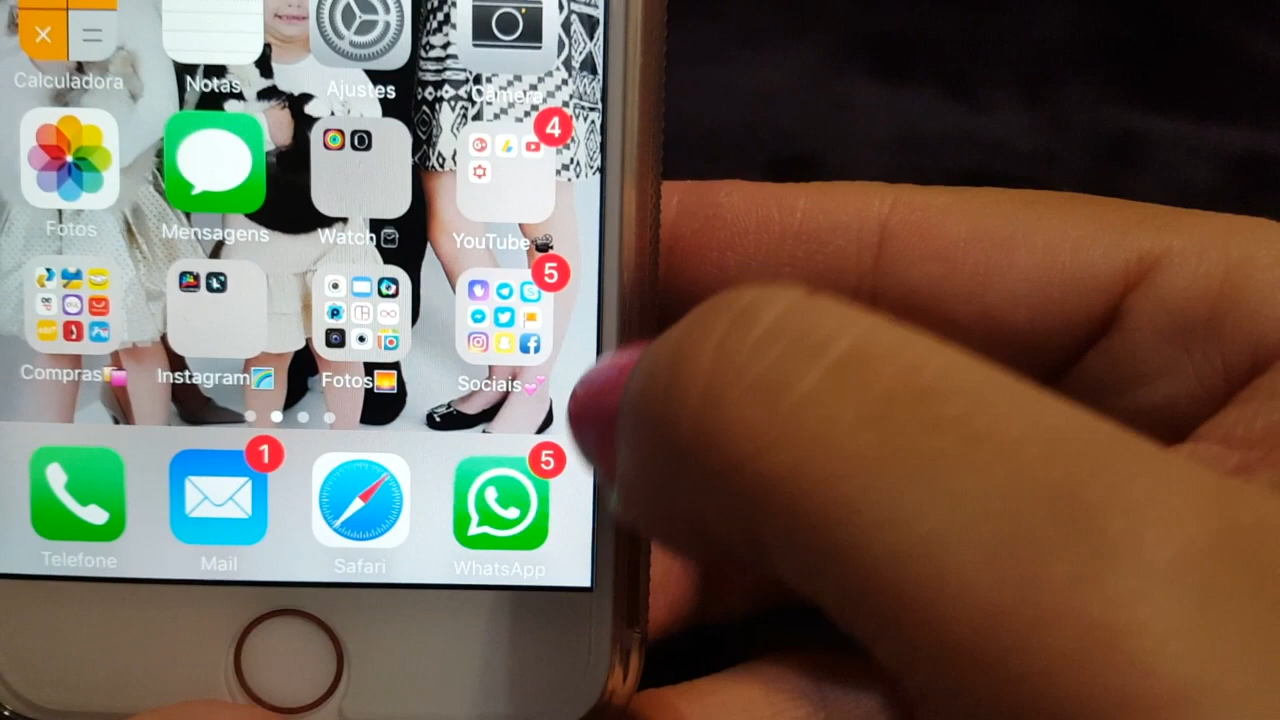 Calculadora Notas Ajustes Câmera
4
Fotos Mensagens Watch YouTube
5
Compras Instagram Fotos Sociais
1 5
Telefone Mail Safari WhatsApp